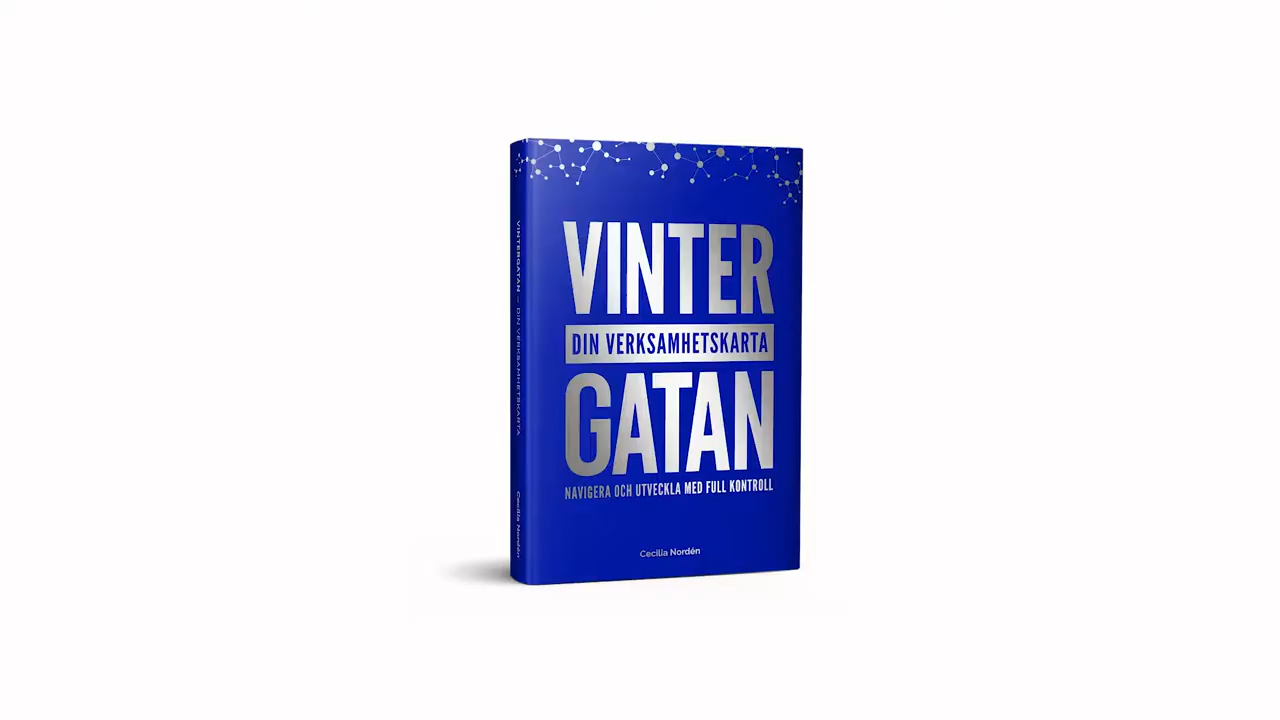 VINTER
DIN VERKSAMHETSKARTA
GATAN
NAVIGERA OCH UTVECKLA MED FULL KONTROLL
Cecilia Nordén
VINTERGATAN – DIN VERKSAMHETSKARTA
Cecilia Nordén